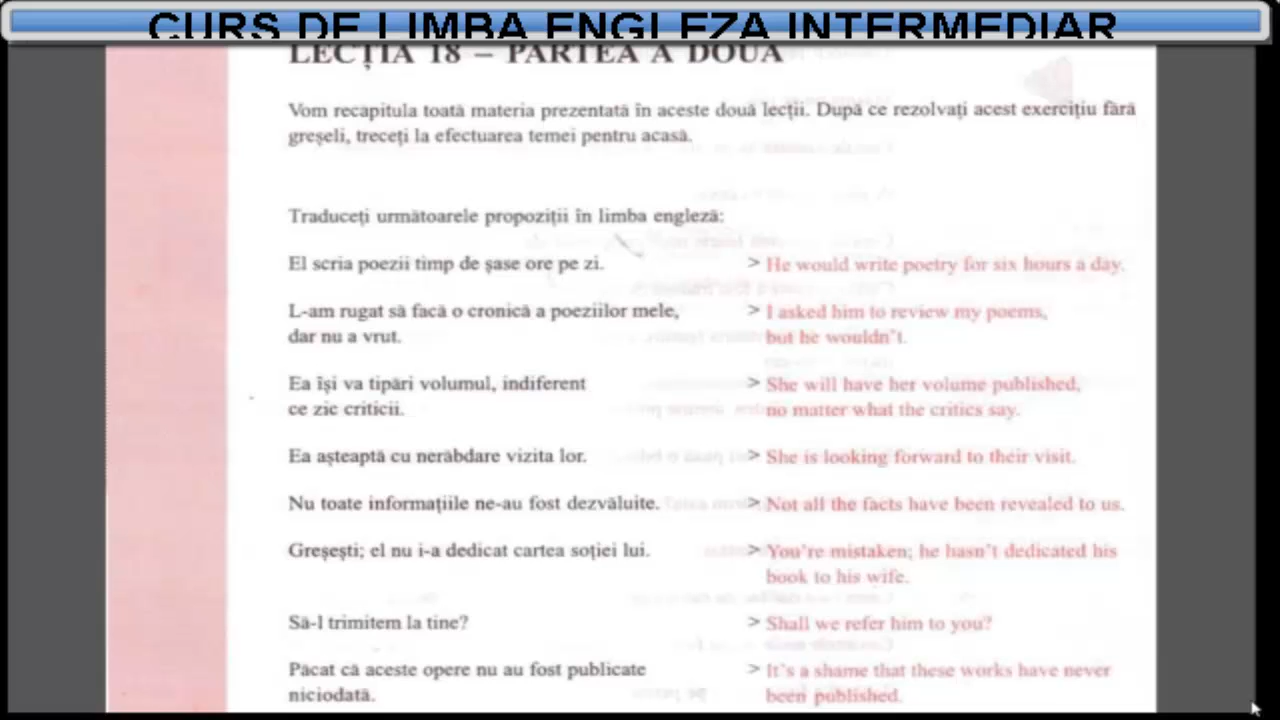 CURS DE LIMBA ENGLEZA INTERMEDIAR
LECȚIA 18 – PARTEA A DOUA
Vom recapitula toată materia prezentată în aceste două lecții. După ce rezolvați acest exercițiu fără
greșeli, treceți la efectuarea temei pentru acasă.
Traduceți următoarele propoziții în limba engleză:
El scria poezii timp de șase ore pe zi. > He would write poetry for six hours a day.
L-am rugat să facă o cronică a poeziilor mele, > I asked him to review my poems,
dar nu a vrut. but he wouldn't.
Ea își va tipări volumul, indiferent > She will have her volume published,
ce zic criticii. no matter what the critics say.
Ea așteaptă cu nerăbdare vizita lor. > She is looking forward to their visit.
Nu toate informațiile ne-au fost dezvăluite. > Not all the facts have been revealed to us.
Greșești; el nu i-a dedicat cartea soției lui. > You're mistaken; he hasn't dedicated his
book to his wife.
Să-l trimitem la tine? > Shall we refer him to you?
Păcat că aceste opere nu au fost publicate > It's a shame that these works have never
niciodată. been published.